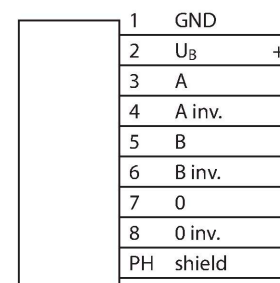 1 GND
2 U_B +
3 A
4 A inv.
5 B
6 B inv.
7 0
8 0 inv.
PH shield